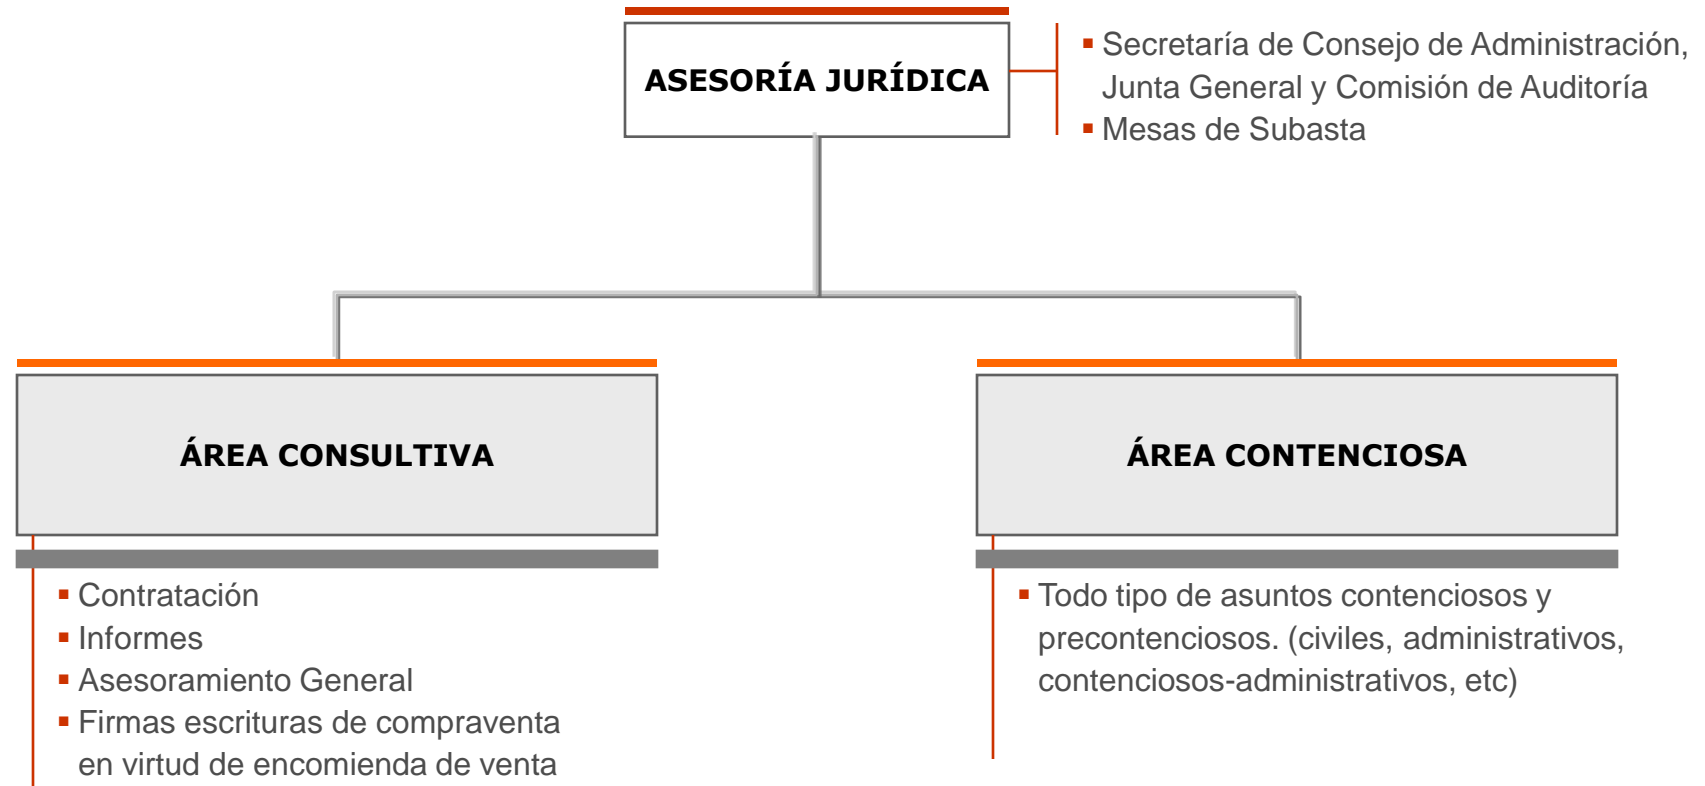 ASESORÍA JURÍDICA
▪ Secretaría de Consejo de Administración,
Junta General y Comisión de Auditoría
▪ Mesas de Subasta
ÁREA CONSULTIVA
▪ Contratación
▪ Informes
▪ Asesoramiento General
▪ Firmas escrituras de compraventa
en virtud de encomienda de venta
ÁREA CONTENCIOSA
▪ Todo tipo de asuntos contenciosos y
precontenciosos. (civiles, administrativos,
contenciosos-administrativos, etc)